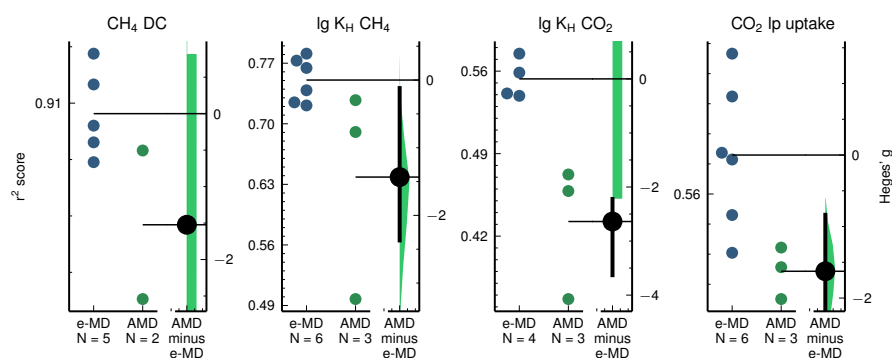 CH₄ DC
lg K_H CH₄
lg K_H CO₂
CO₂ lp uptake
r² score
0.91
0
−2
0.77
0.70
0.63
0.56
0.49
0
−2
0.56
0.49
0.42
0
−2
−4
0.56
0
−2
Heges' g
e-MD
N = 5
AMD
N = 2
AMD
minus
e-MD
e-MD
N = 6
AMD
N = 3
AMD
minus
e-MD
e-MD
N = 4
AMD
N = 3
AMD
minus
e-MD
e-MD
N = 6
AMD
N = 3
AMD
minus
e-MD